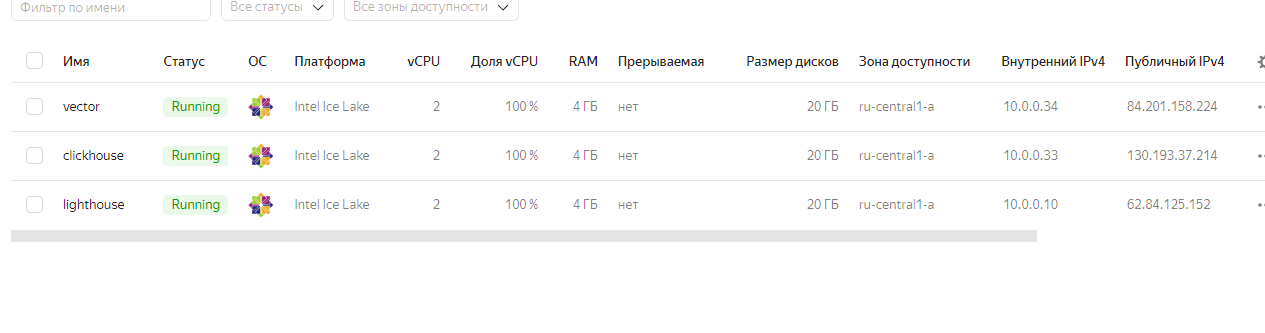 Фильтр по имени Все статусы Все зоны доступности
Имя Статус ОС Платформа vCPU Доля vCPU RAM Прерываемая Размер дисков Зона доступности Внутренний IPv4 Публичный IPv4
vector Running Intel Ice Lake 2 100 % 4 ГБ нет 20 ГБ ru-central1-a 10.0.0.34 84.201.158.224
clickhouse Running Intel Ice Lake 2 100 % 4 ГБ нет 20 ГБ ru-central1-a 10.0.0.33 130.193.37.214
lighthouse Running Intel Ice Lake 2 100 % 4 ГБ нет 20 ГБ ru-central1-a 10.0.0.10 62.84.125.152